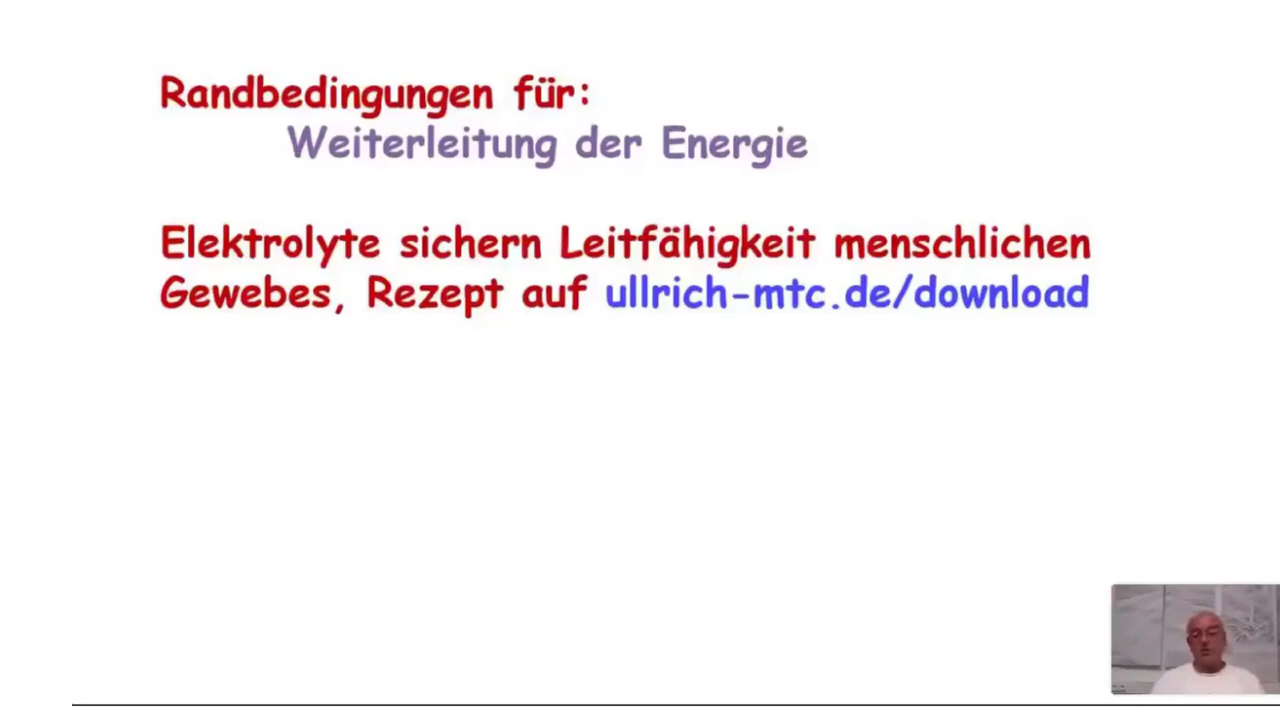 Randbedingungen für:
Weiterleitung der Energie
Elektrolyte sichern Leitfähigkeit menschlichen
Gewebes, Rezept auf ullrich-mtc.de/download